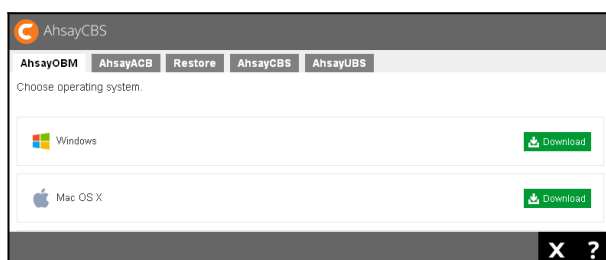 AhsayCBS
AhsayOBM AhsayACB Restore AhsayCBS AhsayUBS
Choose operating system.
Windows Download
Mac OS X Download
X ?